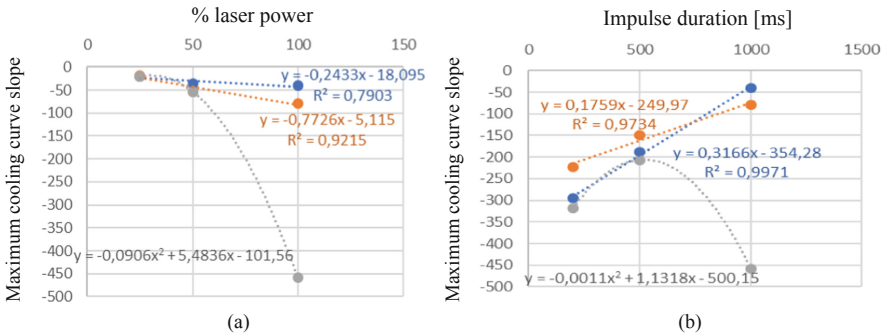 % laser power
0 50 100 150
Maximum cooling curve slope
0
-50
-100
-150
-200
-250
-300
-350
-400
-450
-500
y = -0,2433x - 18,095
R² = 0,7903
y = -0,7726x - 5,115
R² = 0,9215
y = -0,0906x² + 5,4836x - 101,56
(a)
Impulse duration [ms]
0 500 1000 1500
Maximum cooling curve slope
0
-50
-100
-150
-200
-250
-300
-350
-400
-450
-500
y = 0,1759x - 249,97
R² = 0,9734
y = 0,3166x - 354,28
R² = 0,9971
y = -0,0011x² + 1,1318x - 500,15
(b)